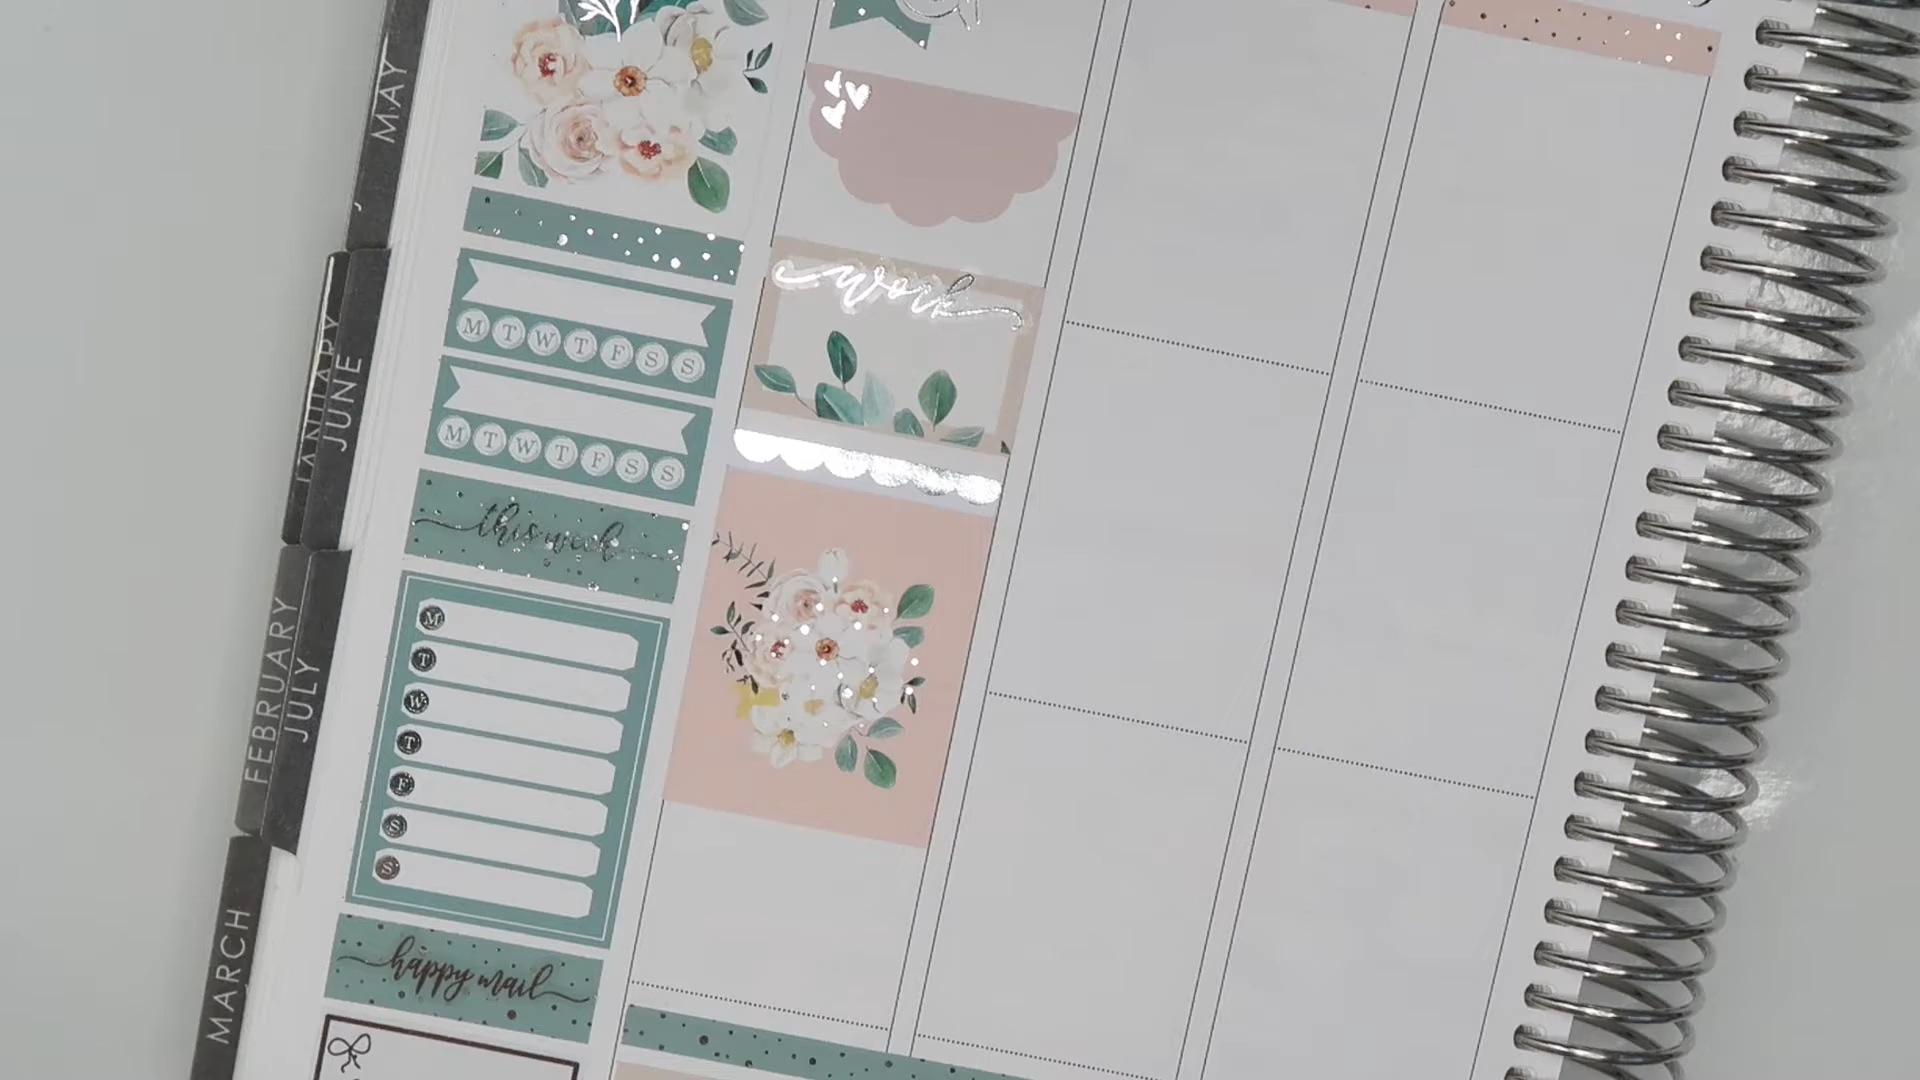 MAY
JANUARY
JUNE
FEBRUARY
JULY
MARCH
M T W T F S S
M T W T F S S
this week
M
T
W
T
F
S
S
happy mail
work